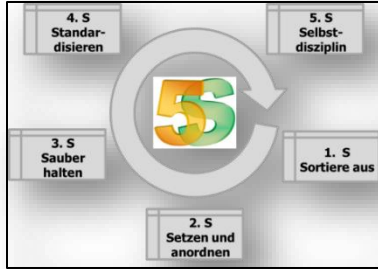 4. S
Standar-
disieren
5. S
Selbst-
disziplin
5S
3. S
Sauber
halten
1. S
Sortiere aus
2. S
Setzen und
anordnen